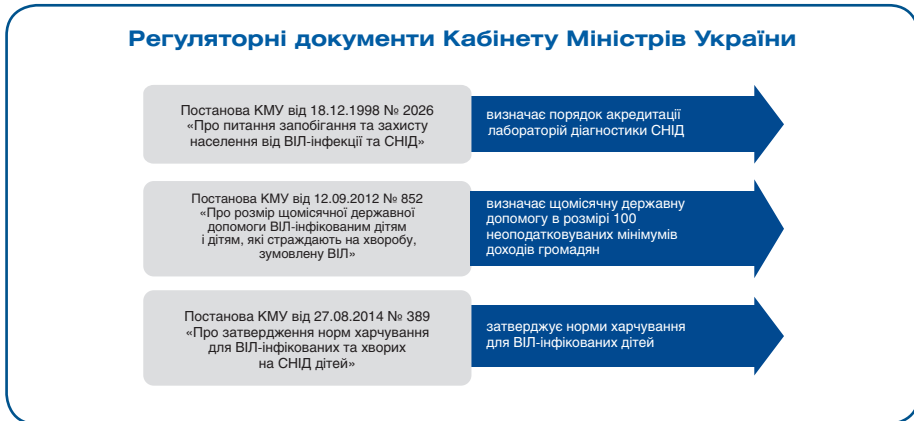 Регуляторні документи Кабінету Міністрів України
Постанова КМУ від 18.12.1998 № 2026
«Про питання запобігання та захисту
населення від ВІЛ-інфекції та СНІД»
визначає порядок акредитації
лабораторій діагностики СНІД
Постанова КМУ від 12.09.2012 № 852
«Про розмір щомісячної державної
допомоги ВІЛ-інфікованим дітям
і дітям, які страждають на хворобу,
зумовлену ВІЛ»
визначає щомісячну державну
допомогу в розмірі 100
неоподатковуваних мінімумів
доходів громадян
Постанова КМУ від 27.08.2014 № 389
«Про затвердження норм харчування
для ВІЛ-інфікованих та хворих
на СНІД дітей»
затверджує норми харчування
для ВІЛ-інфікованих дітей